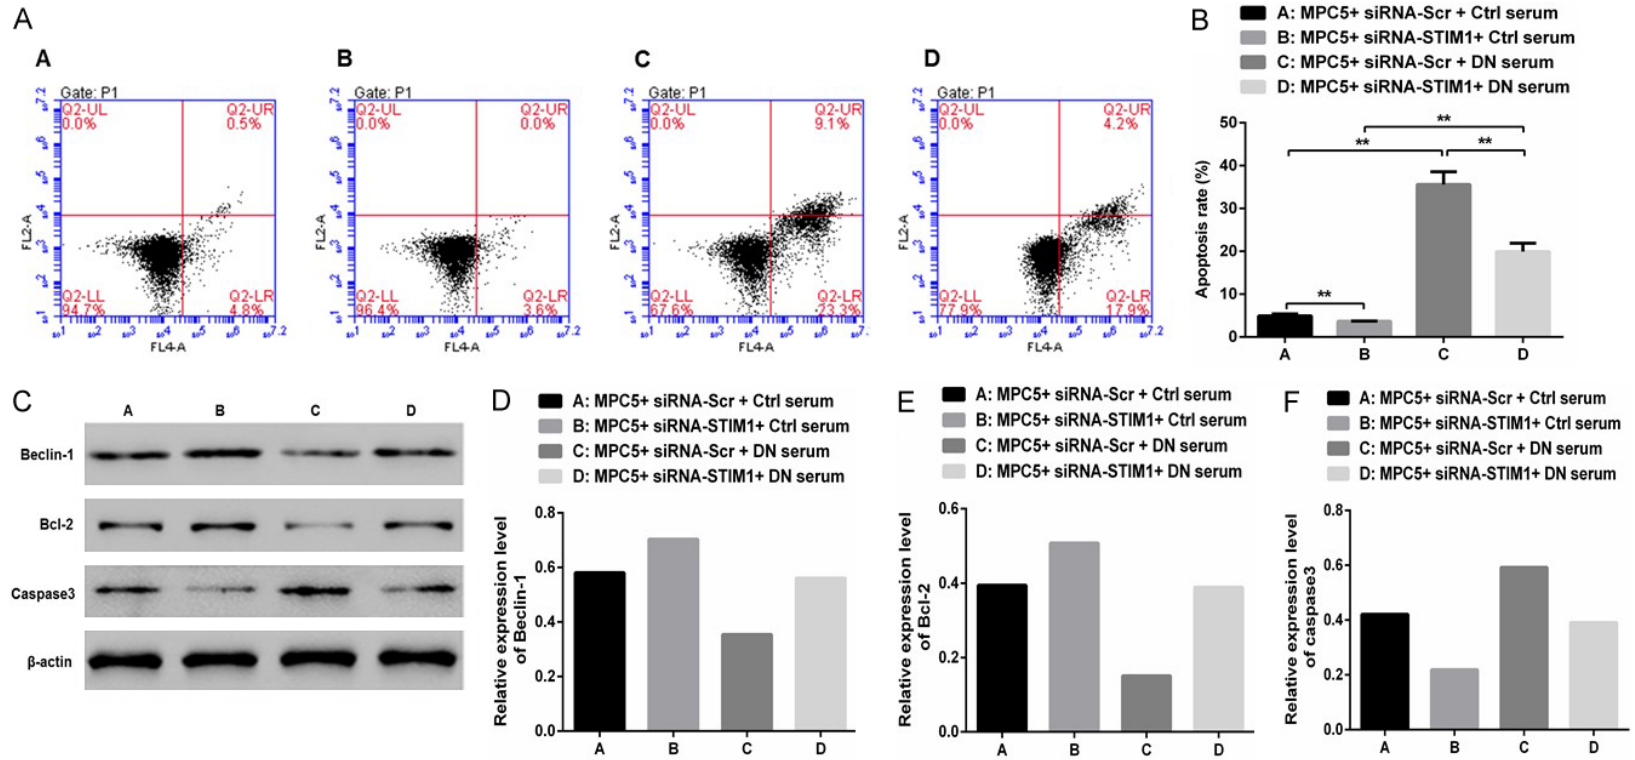 A
A
Gate: P1
Q2-UL
0.0%
Q2-UR
0.5%
Q2-LL
94.7%
Q2-LR
4.8%
FL2-A
FL4-A
B
Gate: P1
Q2-UL
0.0%
Q2-UR
0.0%
Q2-LL
96.4%
Q2-LR
3.6%
FL2-A
FL4-A
C
Gate: P1
Q2-UL
0.0%
Q2-UR
9.1%
Q2-LL
67.6%
Q2-LR
23.3%
FL2-A
FL4-A
D
Gate: P1
Q2-UL
0.0%
Q2-UR
4.2%
Q2-LL
77.9%
Q2-LR
17.9%
FL2-A
FL4-A
B
A: MPC5+ siRNA-Scr + Ctrl serum
B: MPC5+ siRNA-STIM1+ Ctrl serum
C: MPC5+ siRNA-Scr + DN serum
D: MPC5+ siRNA-STIM1+ DN serum
Apoptosis rate (%)
50
40
30
20
10
0
**
**
**
**
A B C D
C
A B C D
Beclin-1
Bcl-2
Caspase3
β-actin
D
A: MPC5+ siRNA-Scr + Ctrl serum
B: MPC5+ siRNA-STIM1+ Ctrl serum
C: MPC5+ siRNA-Scr + DN serum
D: MPC5+ siRNA-STIM1+ DN serum
Relative expression level
of Beclin-1
0.8
0.6
0.4
0.2
0.0
A B C D
E
A: MPC5+ siRNA-Scr + Ctrl serum
B: MPC5+ siRNA-STIM1+ Ctrl serum
C: MPC5+ siRNA-Scr + DN serum
D: MPC5+ siRNA-STIM1+ DN serum
Relative expression level
of Bcl-2
0.6
0.4
0.2
0.0
A B C D
F
A: MPC5+ siRNA-Scr + Ctrl serum
B: MPC5+ siRNA-STIM1+ Ctrl serum
C: MPC5+ siRNA-Scr + DN serum
D: MPC5+ siRNA-STIM1+ DN serum
Relative expression level
of caspase3
0.8
0.6
0.4
0.2
0.0
A B C D